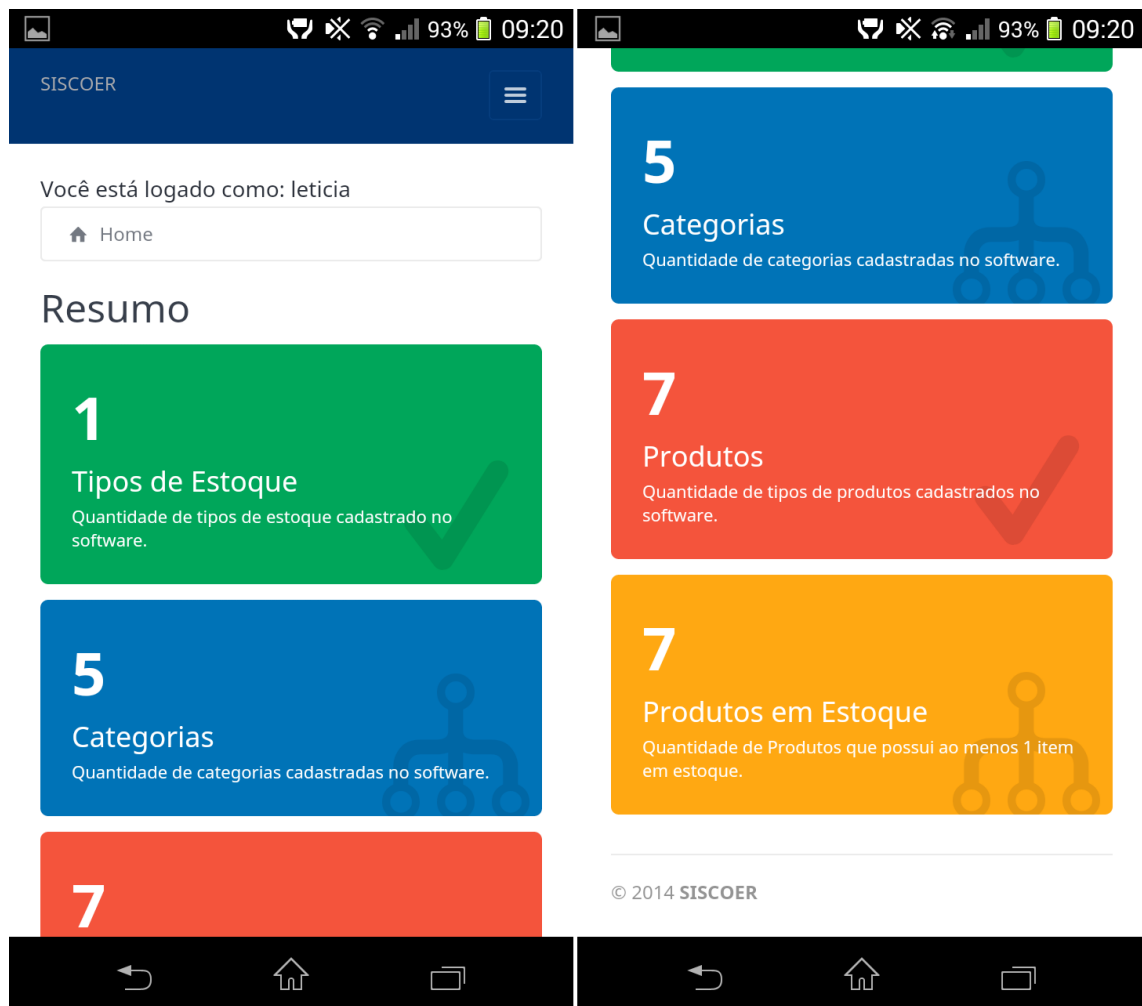 93% 09:20
SISCOER
Você está logado como: leticia
Home
Resumo
1
Tipos de Estoque
Quantidade de tipos de estoque cadastrado no
software.
5
Categorias
Quantidade de categorias cadastradas no software.
7
93% 09:20
5
Categorias
Quantidade de categorias cadastradas no software.
7
Produtos
Quantidade de tipos de produtos cadastrados no
software.
7
Produtos em Estoque
Quantidade de Produtos que possui ao menos 1 item
em estoque.
© 2014 SISCOER